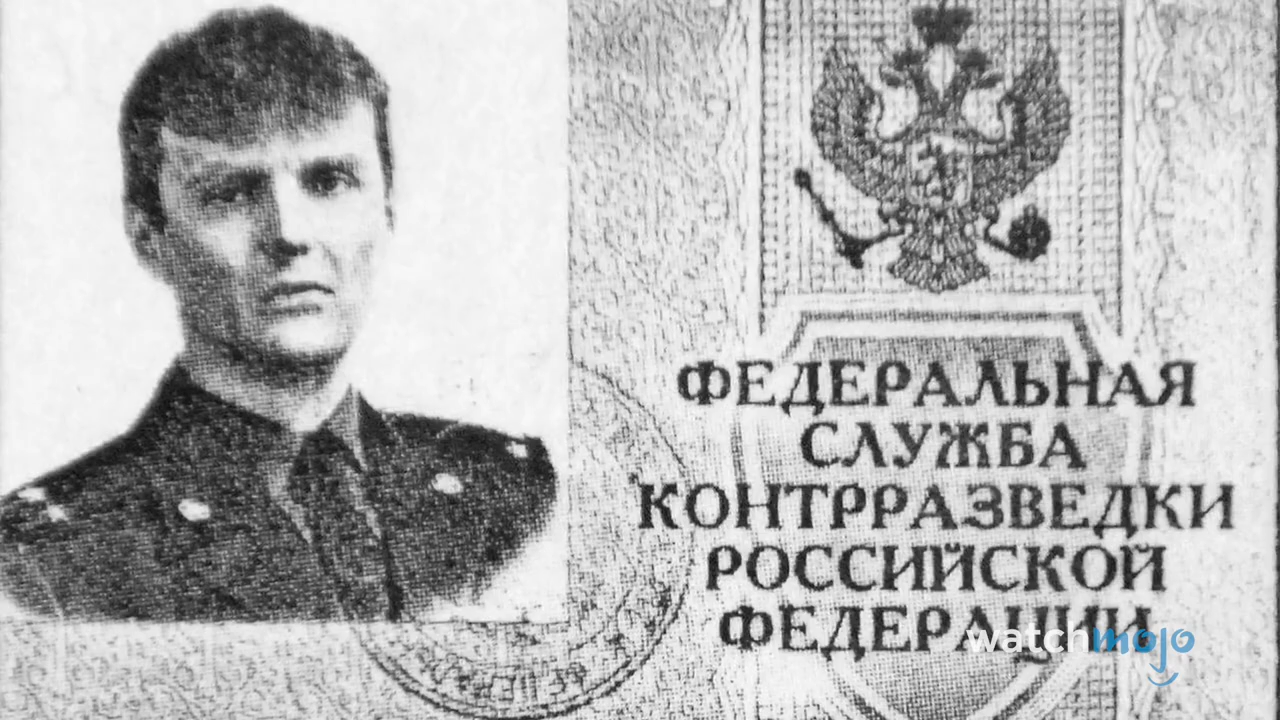 ФЕДЕРАЛЬНАЯ
СЛУЖБА
КОНТРРАЗВЕДКИ
РОССИЙСКОЙ
ФЕДЕРАЦИИ
watchmojo